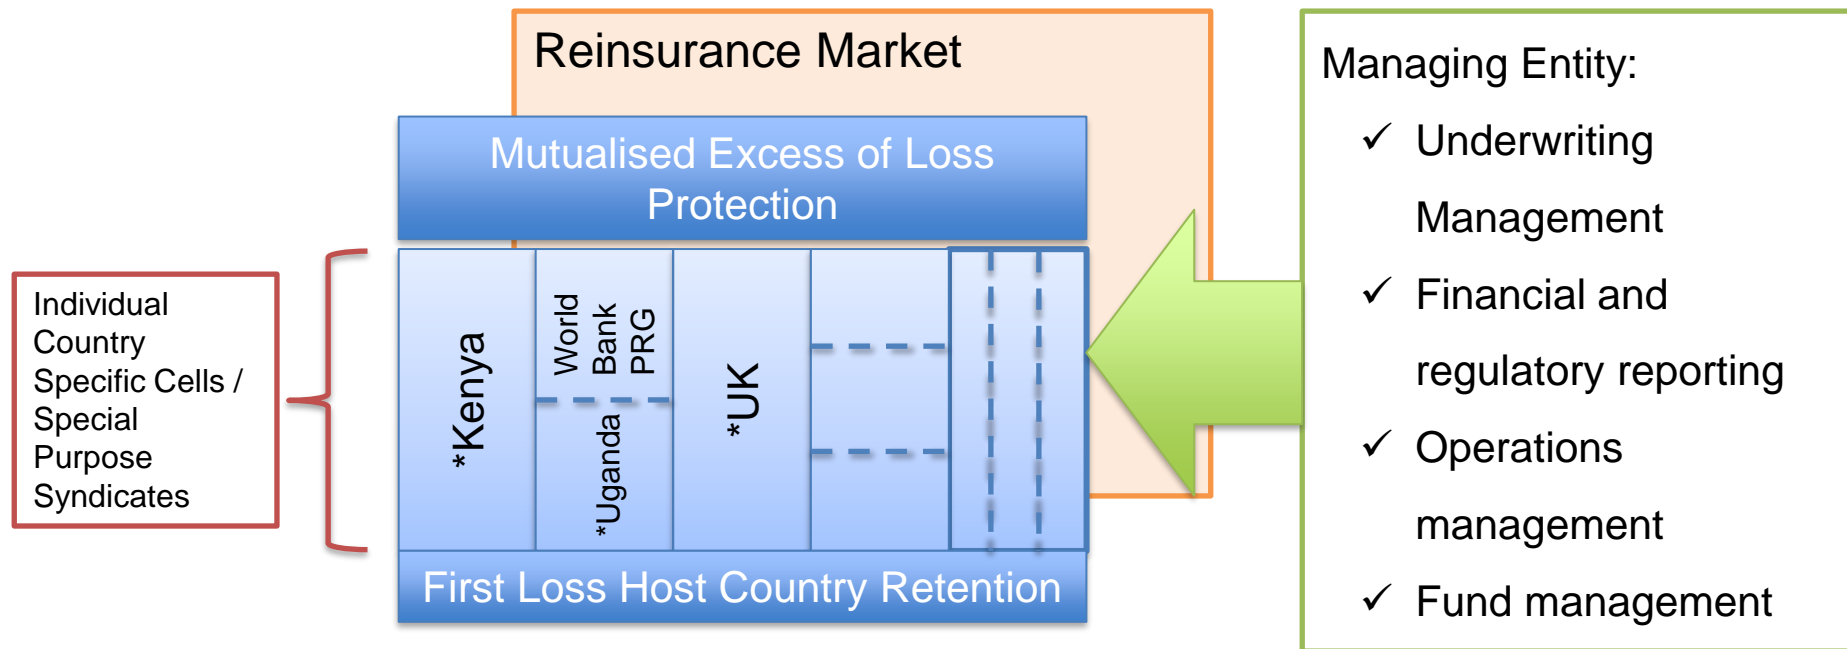 Reinsurance Market
Mutualised Excess of Loss
Protection
Individual
Country
Specific Cells /
Special
Purpose
Syndicates
*Kenya
World
Bank
PRG
*Uganda
*UK
First Loss Host Country Retention
Managing Entity:
✓ Underwriting
Management
✓ Financial and
regulatory reporting
✓ Operations
management
✓ Fund management